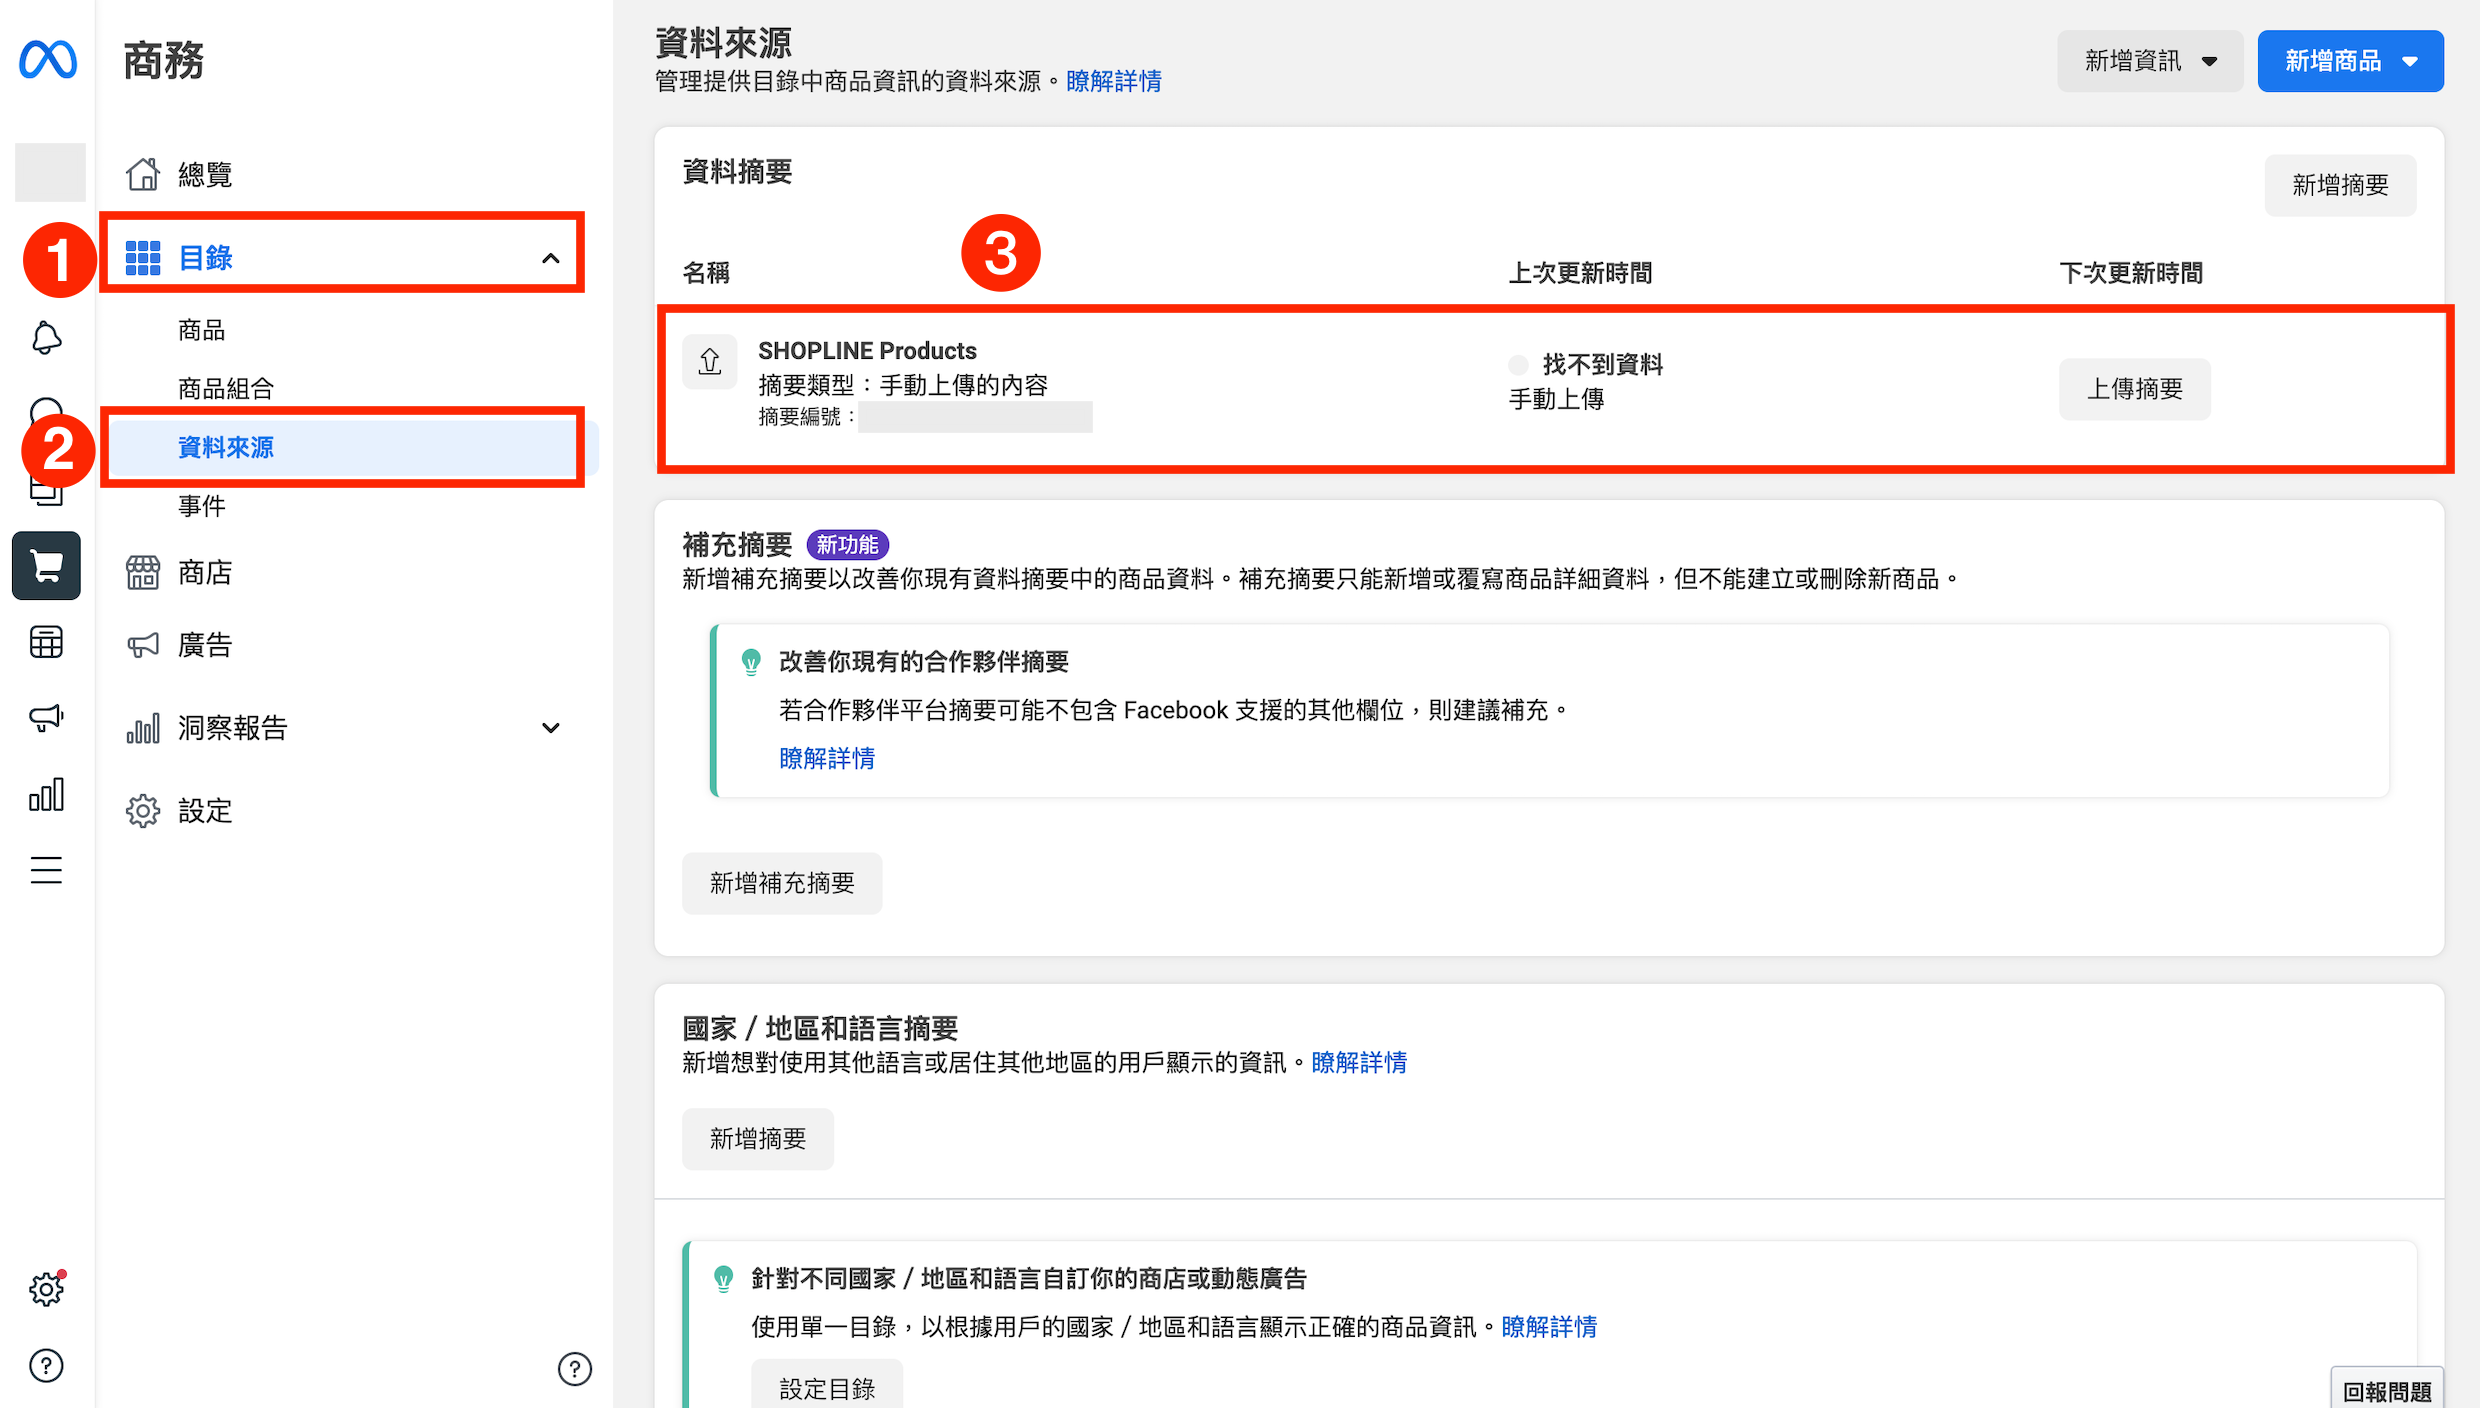 商務
總覽
1
目錄
商品
商品組合
2
資料來源
事件
商店
廣告
洞察報告
設定
資料來源
管理提供目錄中商品資訊的資料來源。瞭解詳情
新增資訊
新增商品
資料摘要
新增摘要
3
名稱
上次更新時間
下次更新時間
SHOPLINE Products
摘要類型：手動上傳的內容
摘要編號：
找不到資料
手動上傳
上傳摘要
補充摘要 新功能
新增補充摘要以改善你現有資料摘要中的商品資料。補充摘要只能新增或覆寫商品詳細資料，但不能建立或刪除新商品。
改善你現有的合作夥伴摘要
若合作夥伴平台摘要可能不包含 Facebook 支援的其他欄位，則建議補充。
瞭解詳情
新增補充摘要
國家 / 地區和語言摘要
新增想對使用其他語言或居住其他地區的用戶顯示的資訊。瞭解詳情
新增摘要
針對不同國家 / 地區和語言自訂你的商店或動態廣告
使用單一目錄，以根據用戶的國家 / 地區和語言顯示正確的商品資訊。瞭解詳情
設定目錄
回報問題